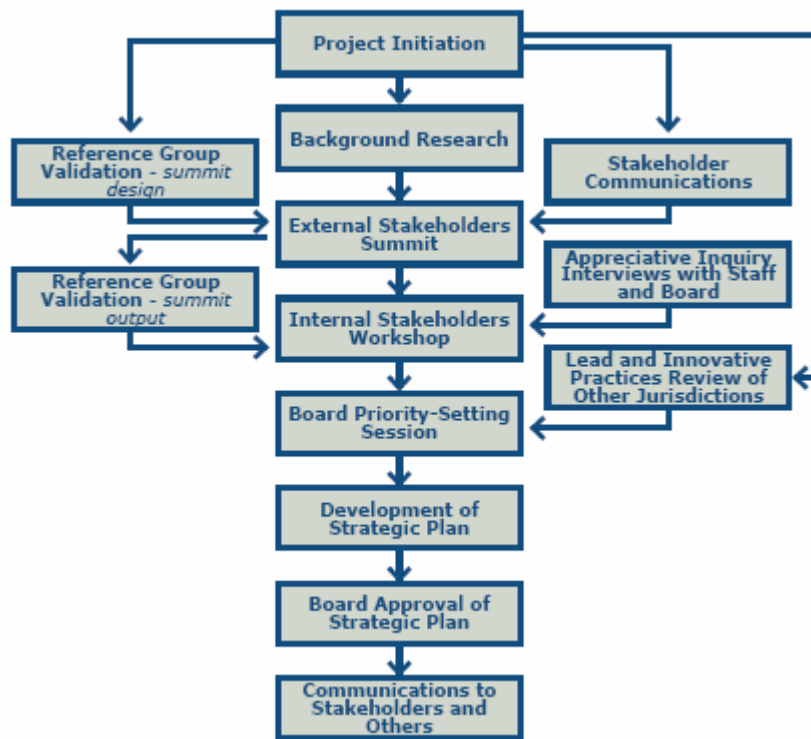 Project Initiation
Background Research
Reference Group
Validation - summit
design
Stakeholder
Communications
External Stakeholders
Summit
Appreciative Inquiry
Interviews with Staff
and Board
Reference Group
Validation - summit
output
Internal Stakeholders
Workshop
Lead and Innovative
Practices Review of
Other Jurisdictions
Board Priority-Setting
Session
Development of
Strategic Plan
Board Approval of
Strategic Plan
Communications to
Stakeholders and
Others